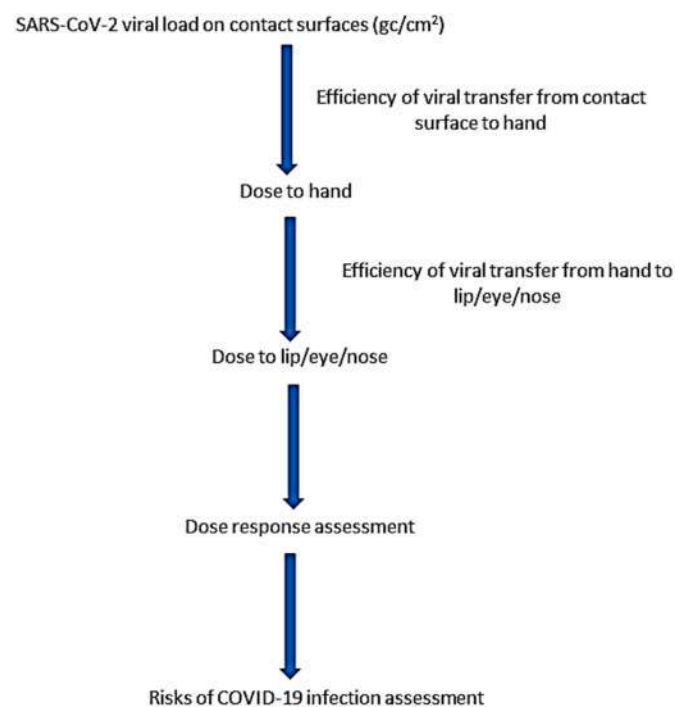 SARS-CoV-2 viral load on contact surfaces (gc/cm²)
Efficiency of viral transfer from contact
surface to hand
Dose to hand
Efficiency of viral transfer from hand to
lip/eye/nose
Dose to lip/eye/nose
Dose response assessment
Risks of COVID-19 infection assessment